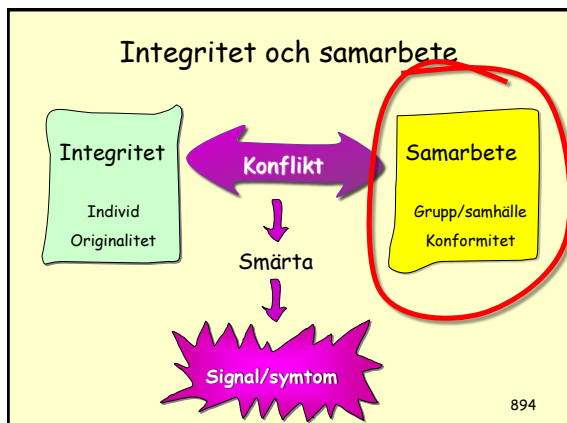 Integritet och samarbete
Integritet
Individ
Originalitet
Konflikt
Samarbete
Grupp/samhälle
Konformitet
Smärta
Signal/symtom
894